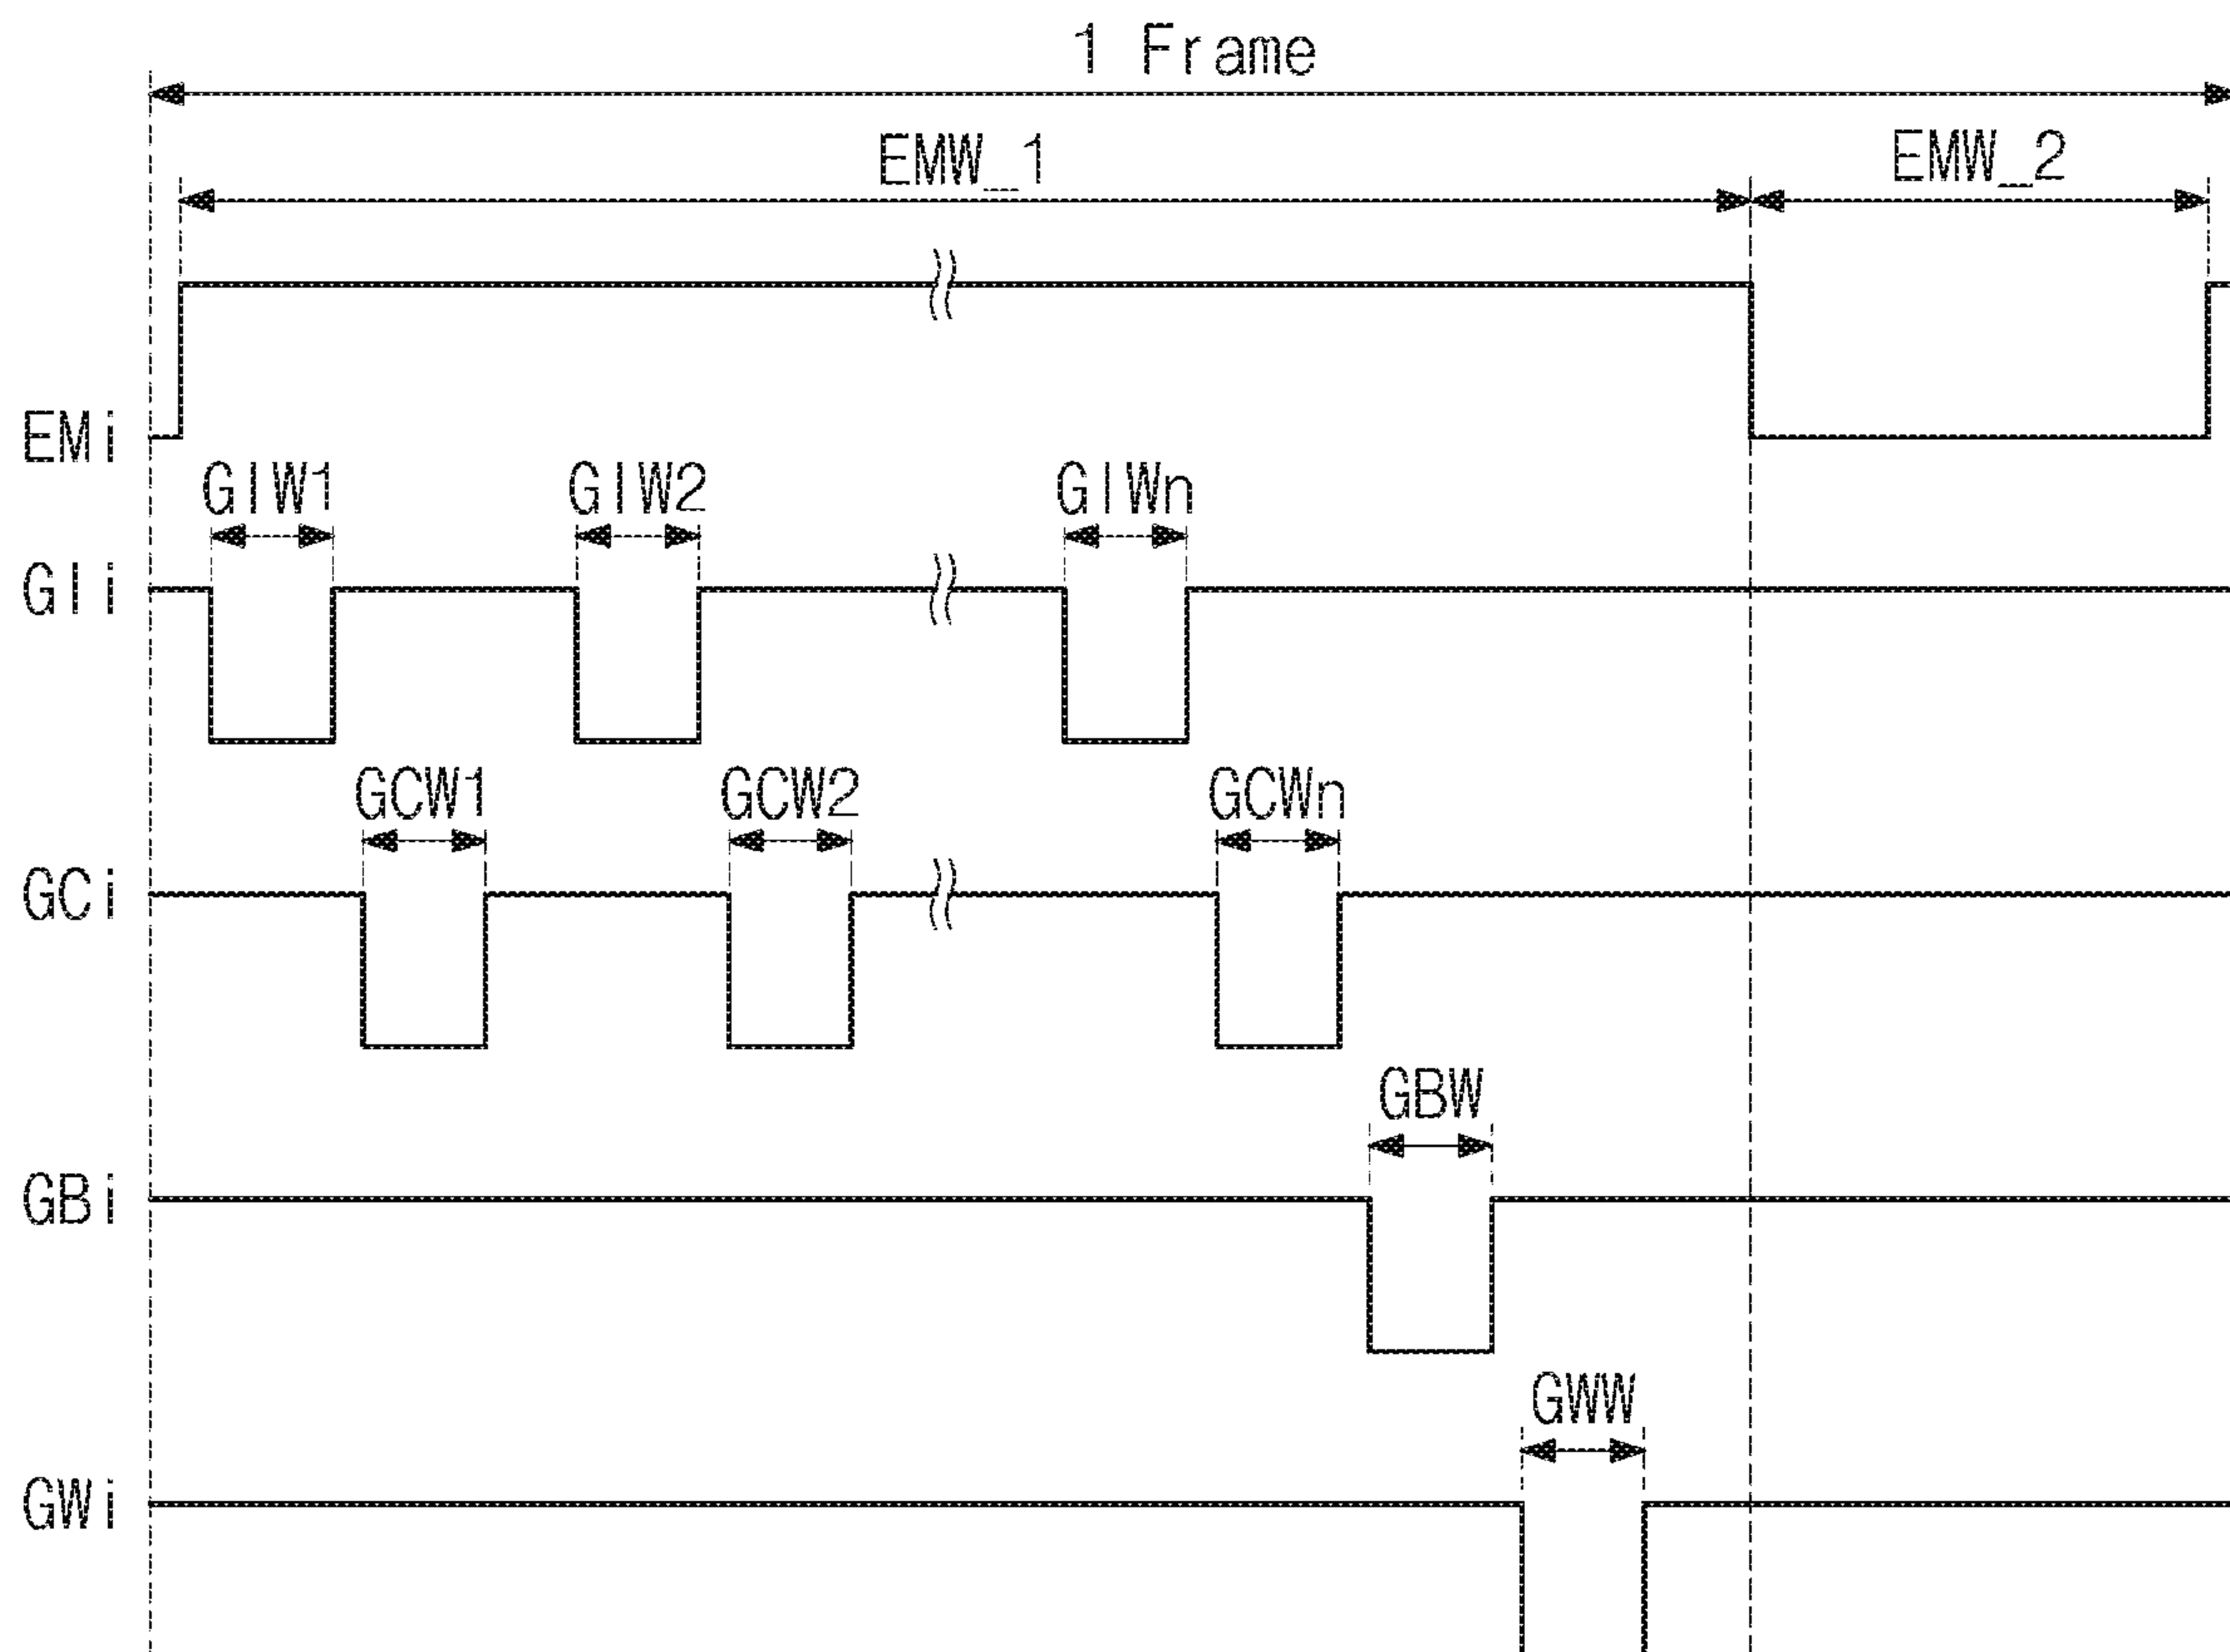 1 Frame
EMW_1 EMW_2
EMi
GIW1 GIW2 GIWn
GIi
GCW1 GCW2 GCWn
GCi
GBW
GBi
GWW
GWi